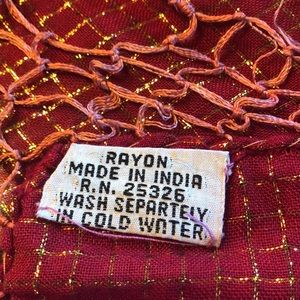 RAYON
MADE IN INDIA
R.N. 25326
WASH SEPARTELY
IN COLD WATER